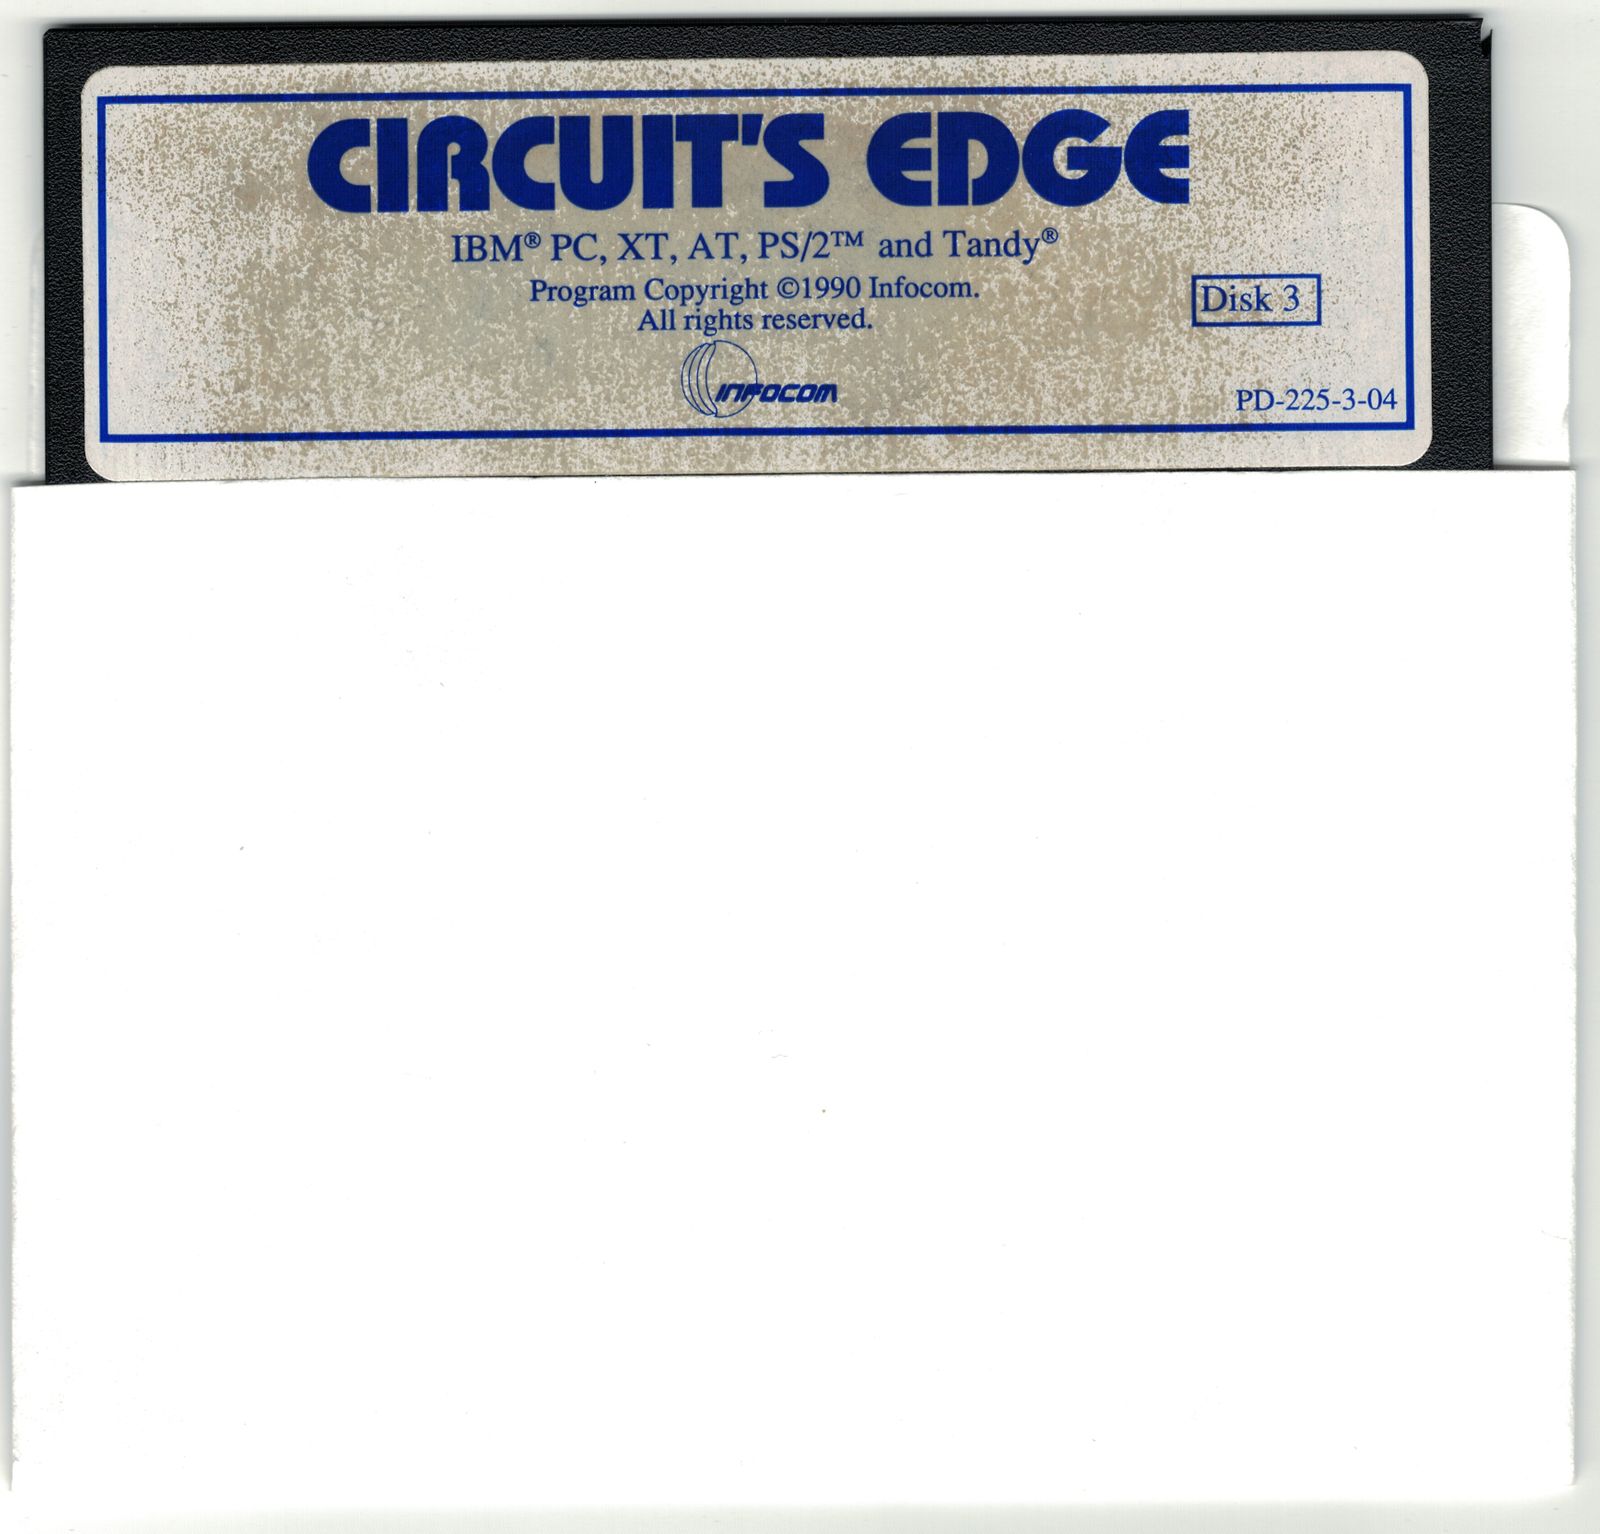 CIRCUIT'S EDGE
IBM® PC, XT, AT, PS/2™ and Tandy®
Program Copyright ©1990 Infocom.
All rights reserved.
Disk 3
INFOCOM
PD-225-3-04